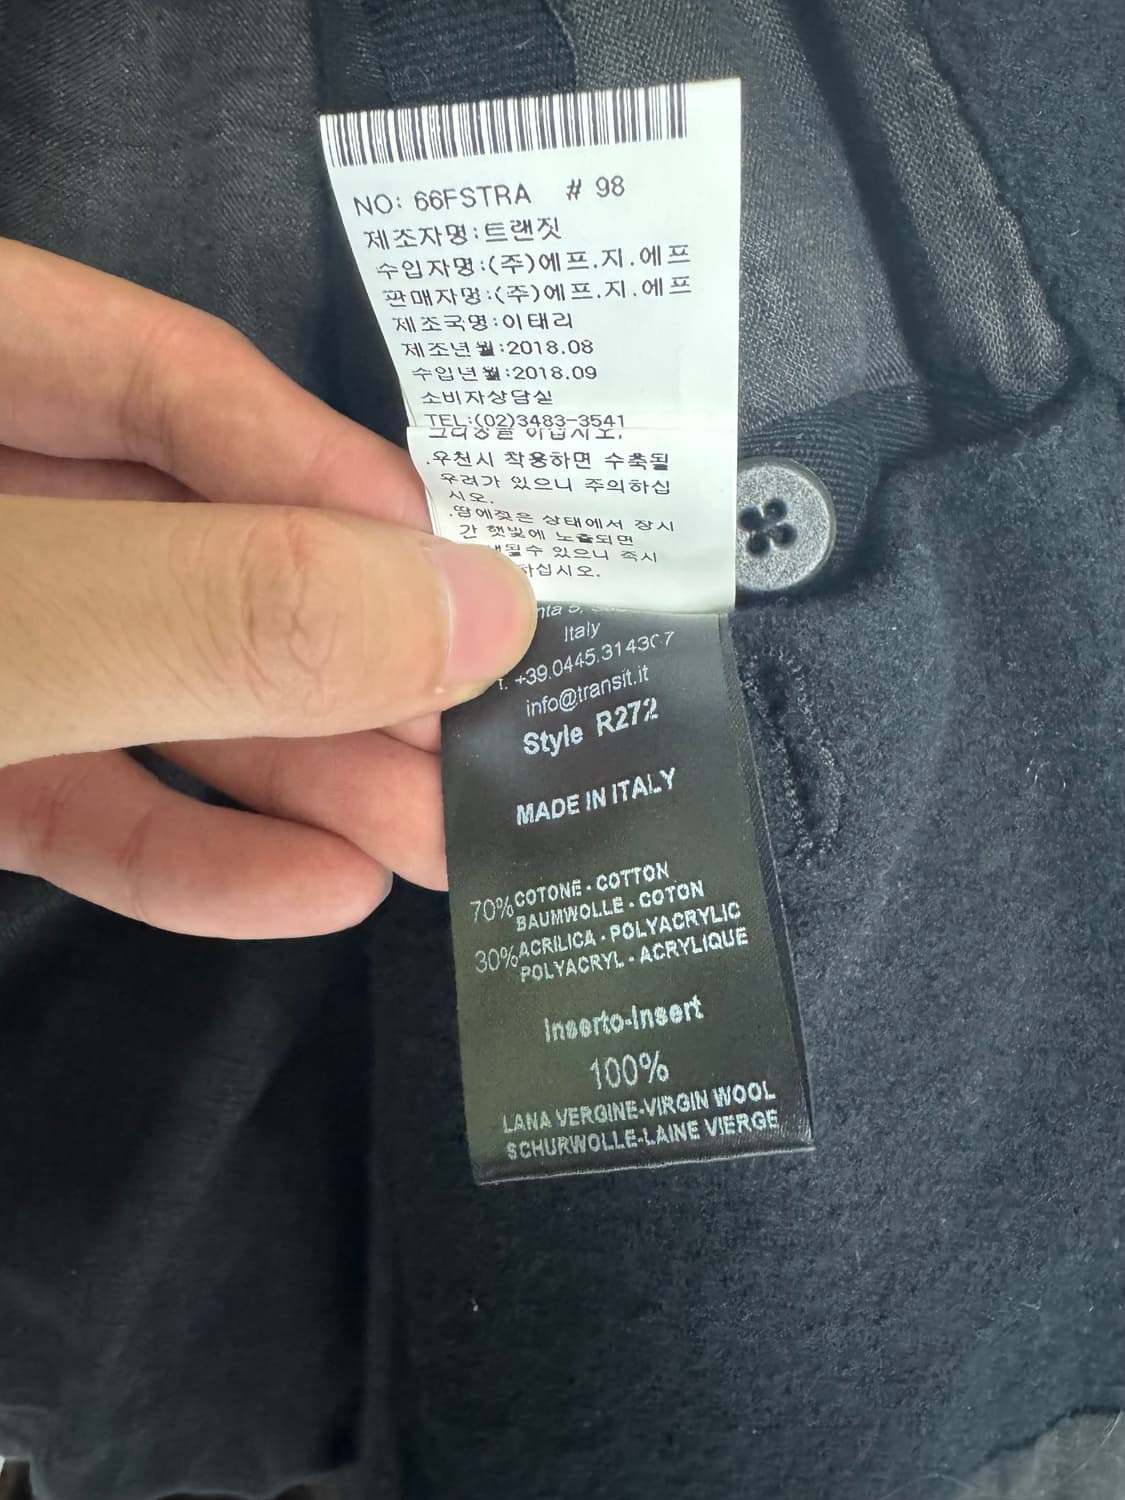 NO: 66FSTRA # 98
제조자명:트랜짓
수입자명:(주)에프.지.에프
판매자명:(주)에프.지.에프
제조국명:이태리
제조년월:2018.08
수입년월:2018.09
소비자상담실
TEL:(02)3483-3541
.우천시 착용하면 수축될
우려가 있으니 주의하십
시오.
.땀에젖은 상태에서 장시
간 햇빛에 노출되면
있으니 즉시
하십시오.
Italy
info@transit.it
Style R272
MADE IN ITALY
70% COTONE - COTTON
BAUMWOLLE - COTON
30% ACRILICA - POLYACRYLIC
POLYACRYL - ACRYLIQUE
Inserto-Insert
100%
LANA VERGINE-VIRGIN WOOL
SCHURWOLLE-LAINE VIERGE